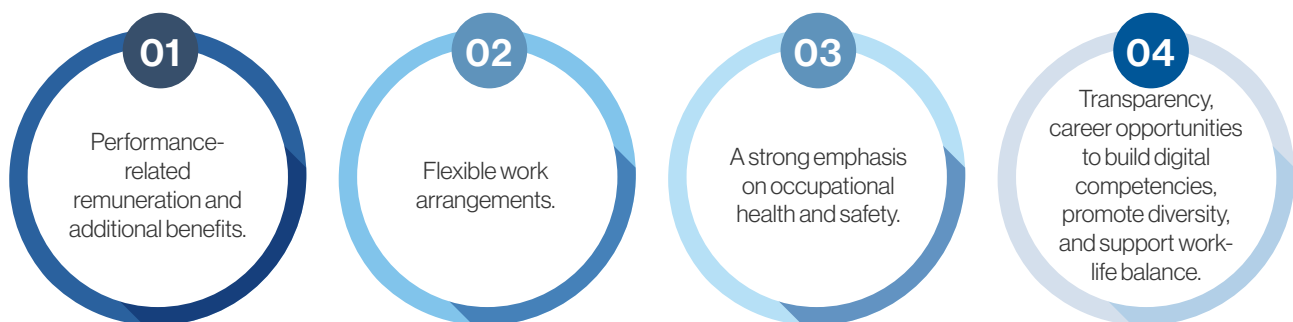 01
Performance-
related
remuneration and
additional benefits.
02
Flexible work
arrangements.
03
A strong emphasis
on occupational
health and safety.
04
Transparency,
career opportunities
to build digital
competencies,
promote diversity,
and support work-
life balance.